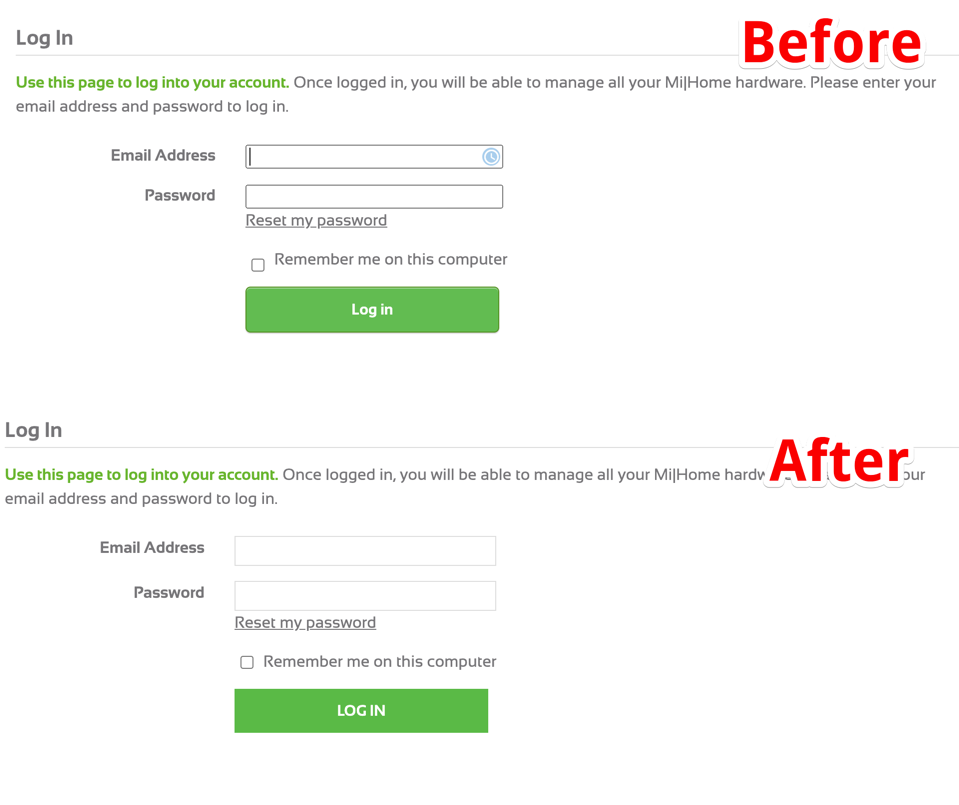 Log In
Before
Use this page to log into your account. Once logged in, you will be able to manage all your Mi|Home hardware. Please enter your
email address and password to log in.
Email Address
Password
Reset my password
Remember me on this computer
Log in
Log In
After
Use this page to log into your account. Once logged in, you will be able to manage all your Mi|Home hardw
email address and password to log in.
Email Address
Password
Reset my password
Remember me on this computer
LOG IN